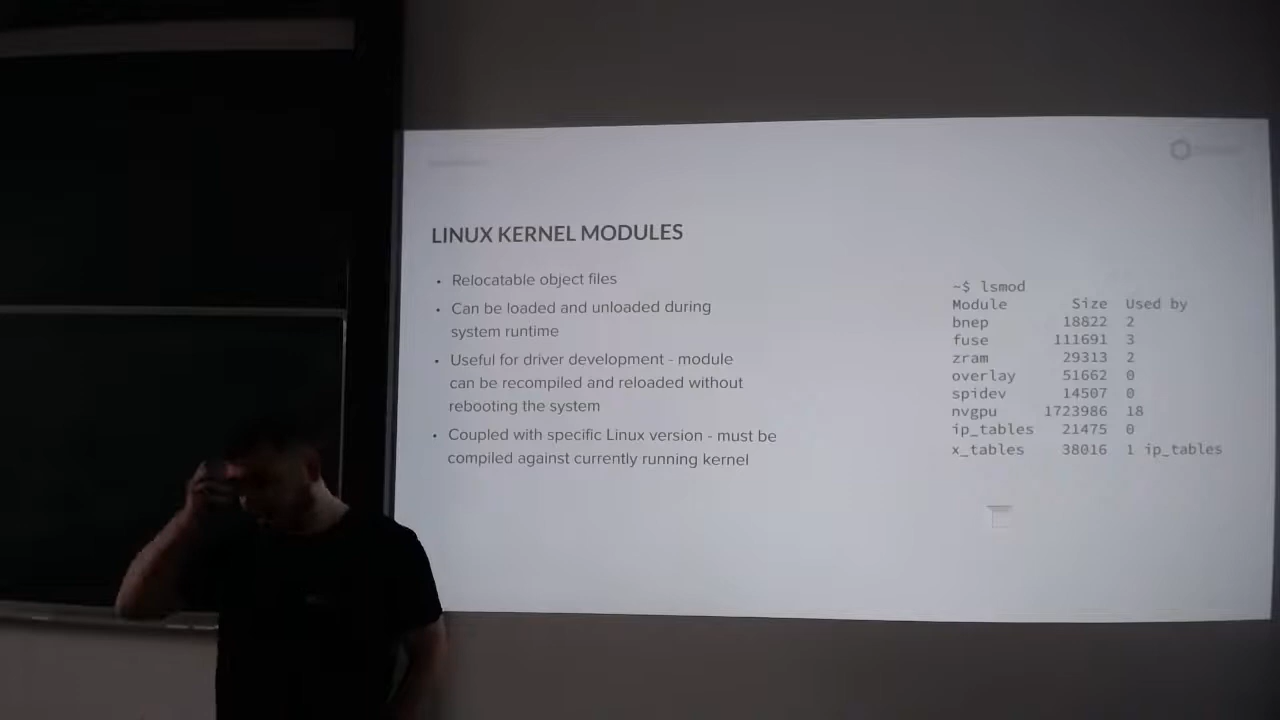 LINUX KERNEL MODULES
• Relocatable object files
• Can be loaded and unloaded during
system runtime
• Useful for driver development - module
can be recompiled and reloaded without
rebooting the system
• Coupled with specific Linux version - must be
compiled against currently running kernel
~$ lsmod
Module Size Used by
bnep 18822 2
fuse 111691 3
zram 29313 2
overlay 51662 0
spidev 14507 0
nvgpu 1723986 18
ip_tables 21475 0
x_tables 38016 1 ip_tables